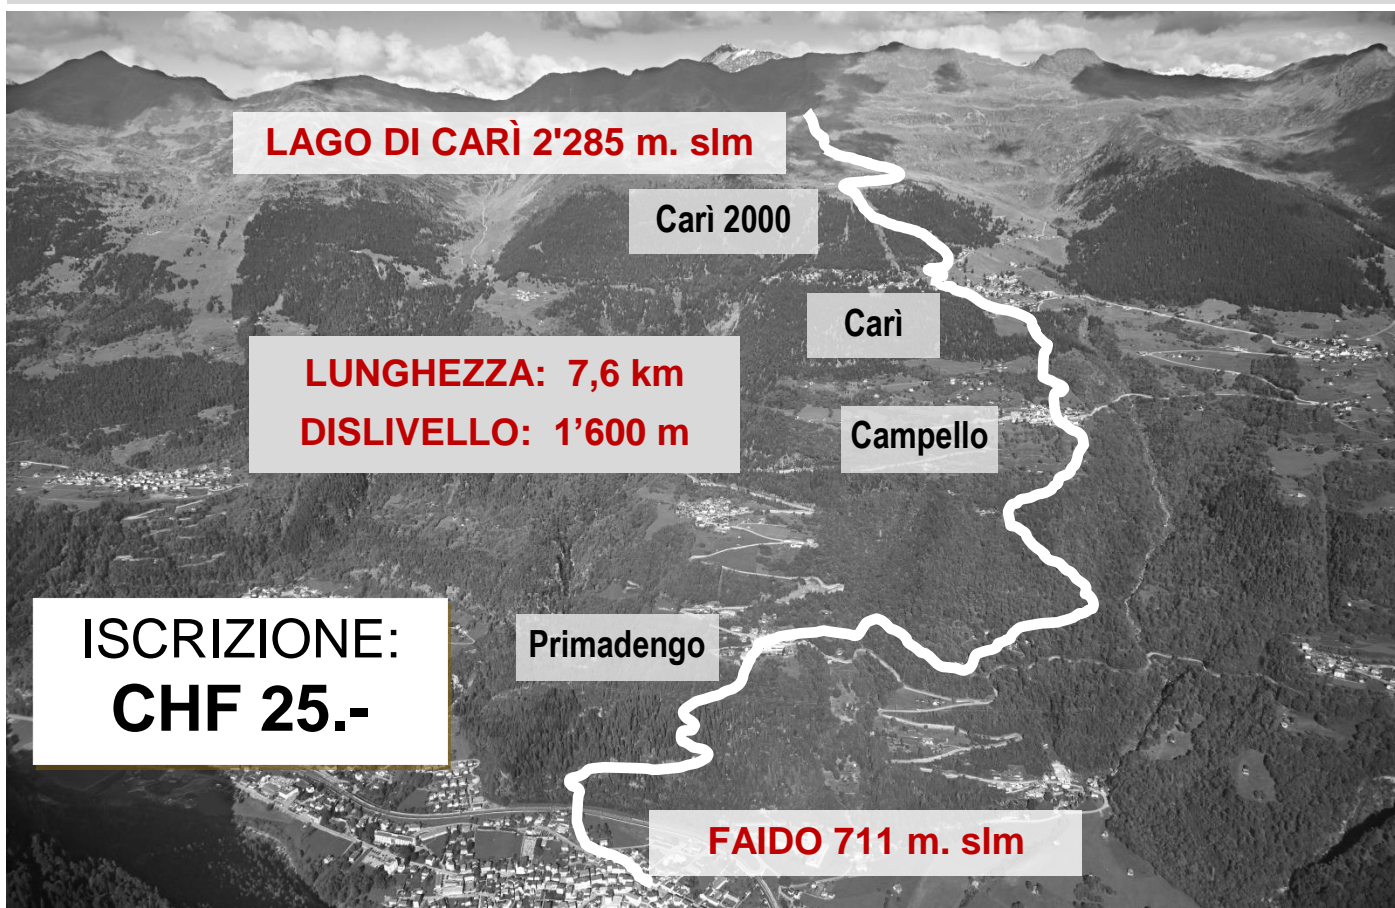 LAGO DI CARÌ 2'285 m. slm
Carì 2000
Carì
LUNGHEZZA: 7,6 km
DISLIVELLO: 1’600 m
Campello
ISCRIZIONE:
CHF 25.-
Primadengo
FAIDO 711 m. slm